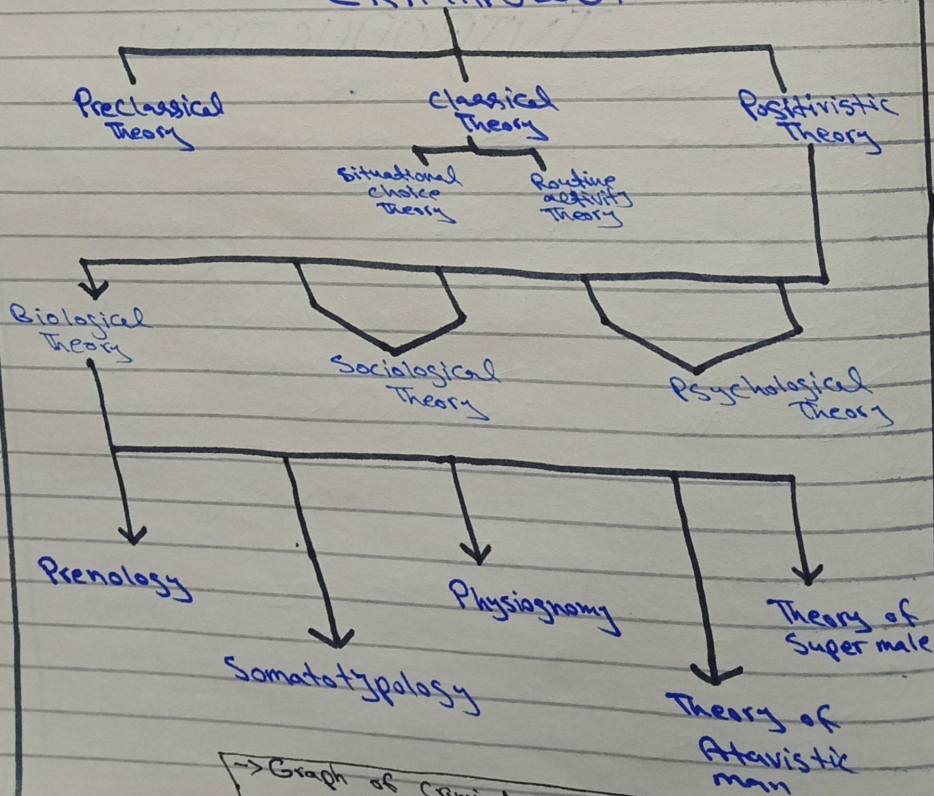 Preclassical
Theory
Classical
Theory
Positivistic
Theory
Situational
choice
Theory
Routine
activity
Theory
Biological
Theory
Sociological
Theory
Psychological
Theory
Prenology
Somatotypology
Physiognomy
Theory of
Atavistic
man
Theory of
Super male
→ Graph of